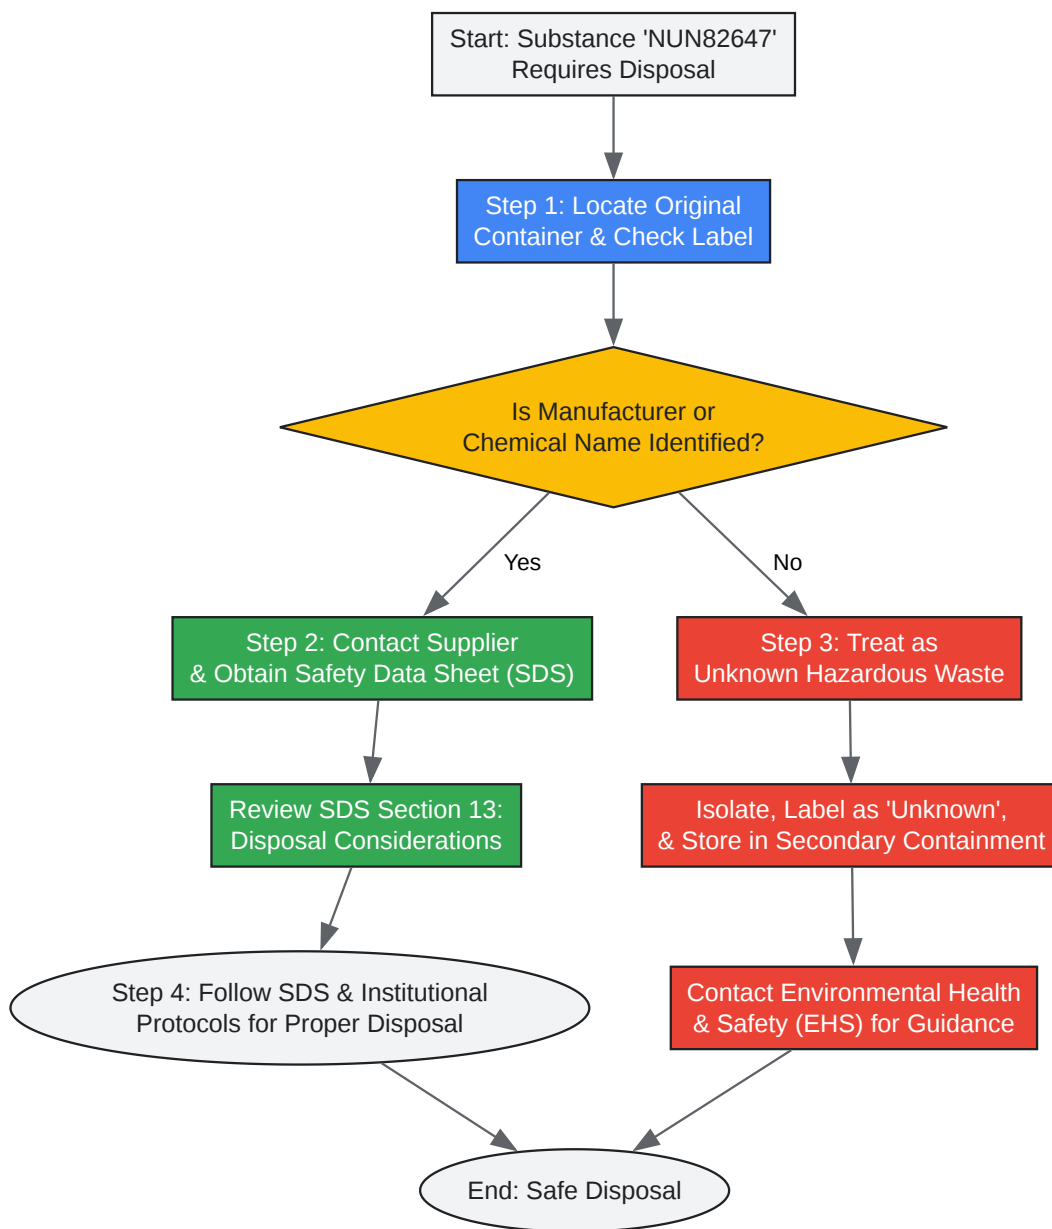 Start: Substance 'NUN82647'
Requires Disposal
Step 1: Locate Original
Container & Check Label
Is Manufacturer or
Chemical Name Identified?
Yes
No
Step 2: Contact Supplier
& Obtain Safety Data Sheet (SDS)
Step 3: Treat as
Unknown Hazardous Waste
Review SDS Section 13:
Disposal Considerations
Isolate, Label as 'Unknown',
& Store in Secondary Containment
Step 4: Follow SDS & Institutional
Protocols for Proper Disposal
Contact Environmental Health
& Safety (EHS) for Guidance
End: Safe Disposal